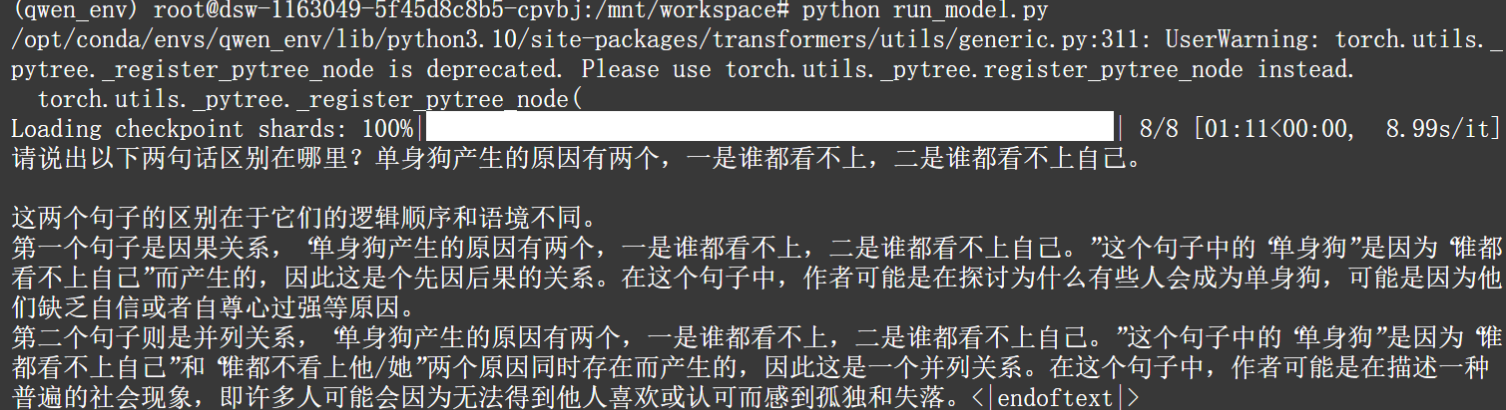 (qwen_env) root@dsw-1163049-5f45d8c8b5-cpvbj:/mnt/workspace# python run_model.py
/opt/conda/envs/qwen_env/lib/python3.10/site-packages/transformers/utils/generic.py:311: UserWarning: torch.utils._
pytree._register_pytree_node is deprecated. Please use torch.utils._pytree.register_pytree_node instead.
  torch.utils._pytree._register_pytree_node(
Loading checkpoint shards: 100%|| 8/8 [01:11<00:00,  8.99s/it]
请说出以下两句话区别在哪里？单身狗产生的原因有两个，一是谁都看不上，二是谁都看不上自己。
这两个句子的区别在于它们的逻辑顺序和语境不同。
第一个句子是因果关系，“单身狗产生的原因有两个，一是谁都看不上，二是谁都看不上自己。”这个句子中的“单身狗”是因为“谁都
看不上自己”而产生的，因此这是个先因后果的关系。在这个句子中，作者可能是在探讨为什么有些人会成为单身狗，可能是因为他
们缺乏自信或者自尊心过强等原因。
第二个句子则是并列关系，“单身狗产生的原因有两个，一是谁都看不上，二是谁都看不上自己。”这个句子中的“单身狗”是因为“谁
都看不上自己”和“谁都不看上他/她”两个原因同时存在而产生的，因此这是一个并列关系。在这个句子中，作者可能是在描述一种
普遍的社会现象，即许多人可能会因为无法得到他人喜欢或认可而感到孤独和失落。<|endoftext|>